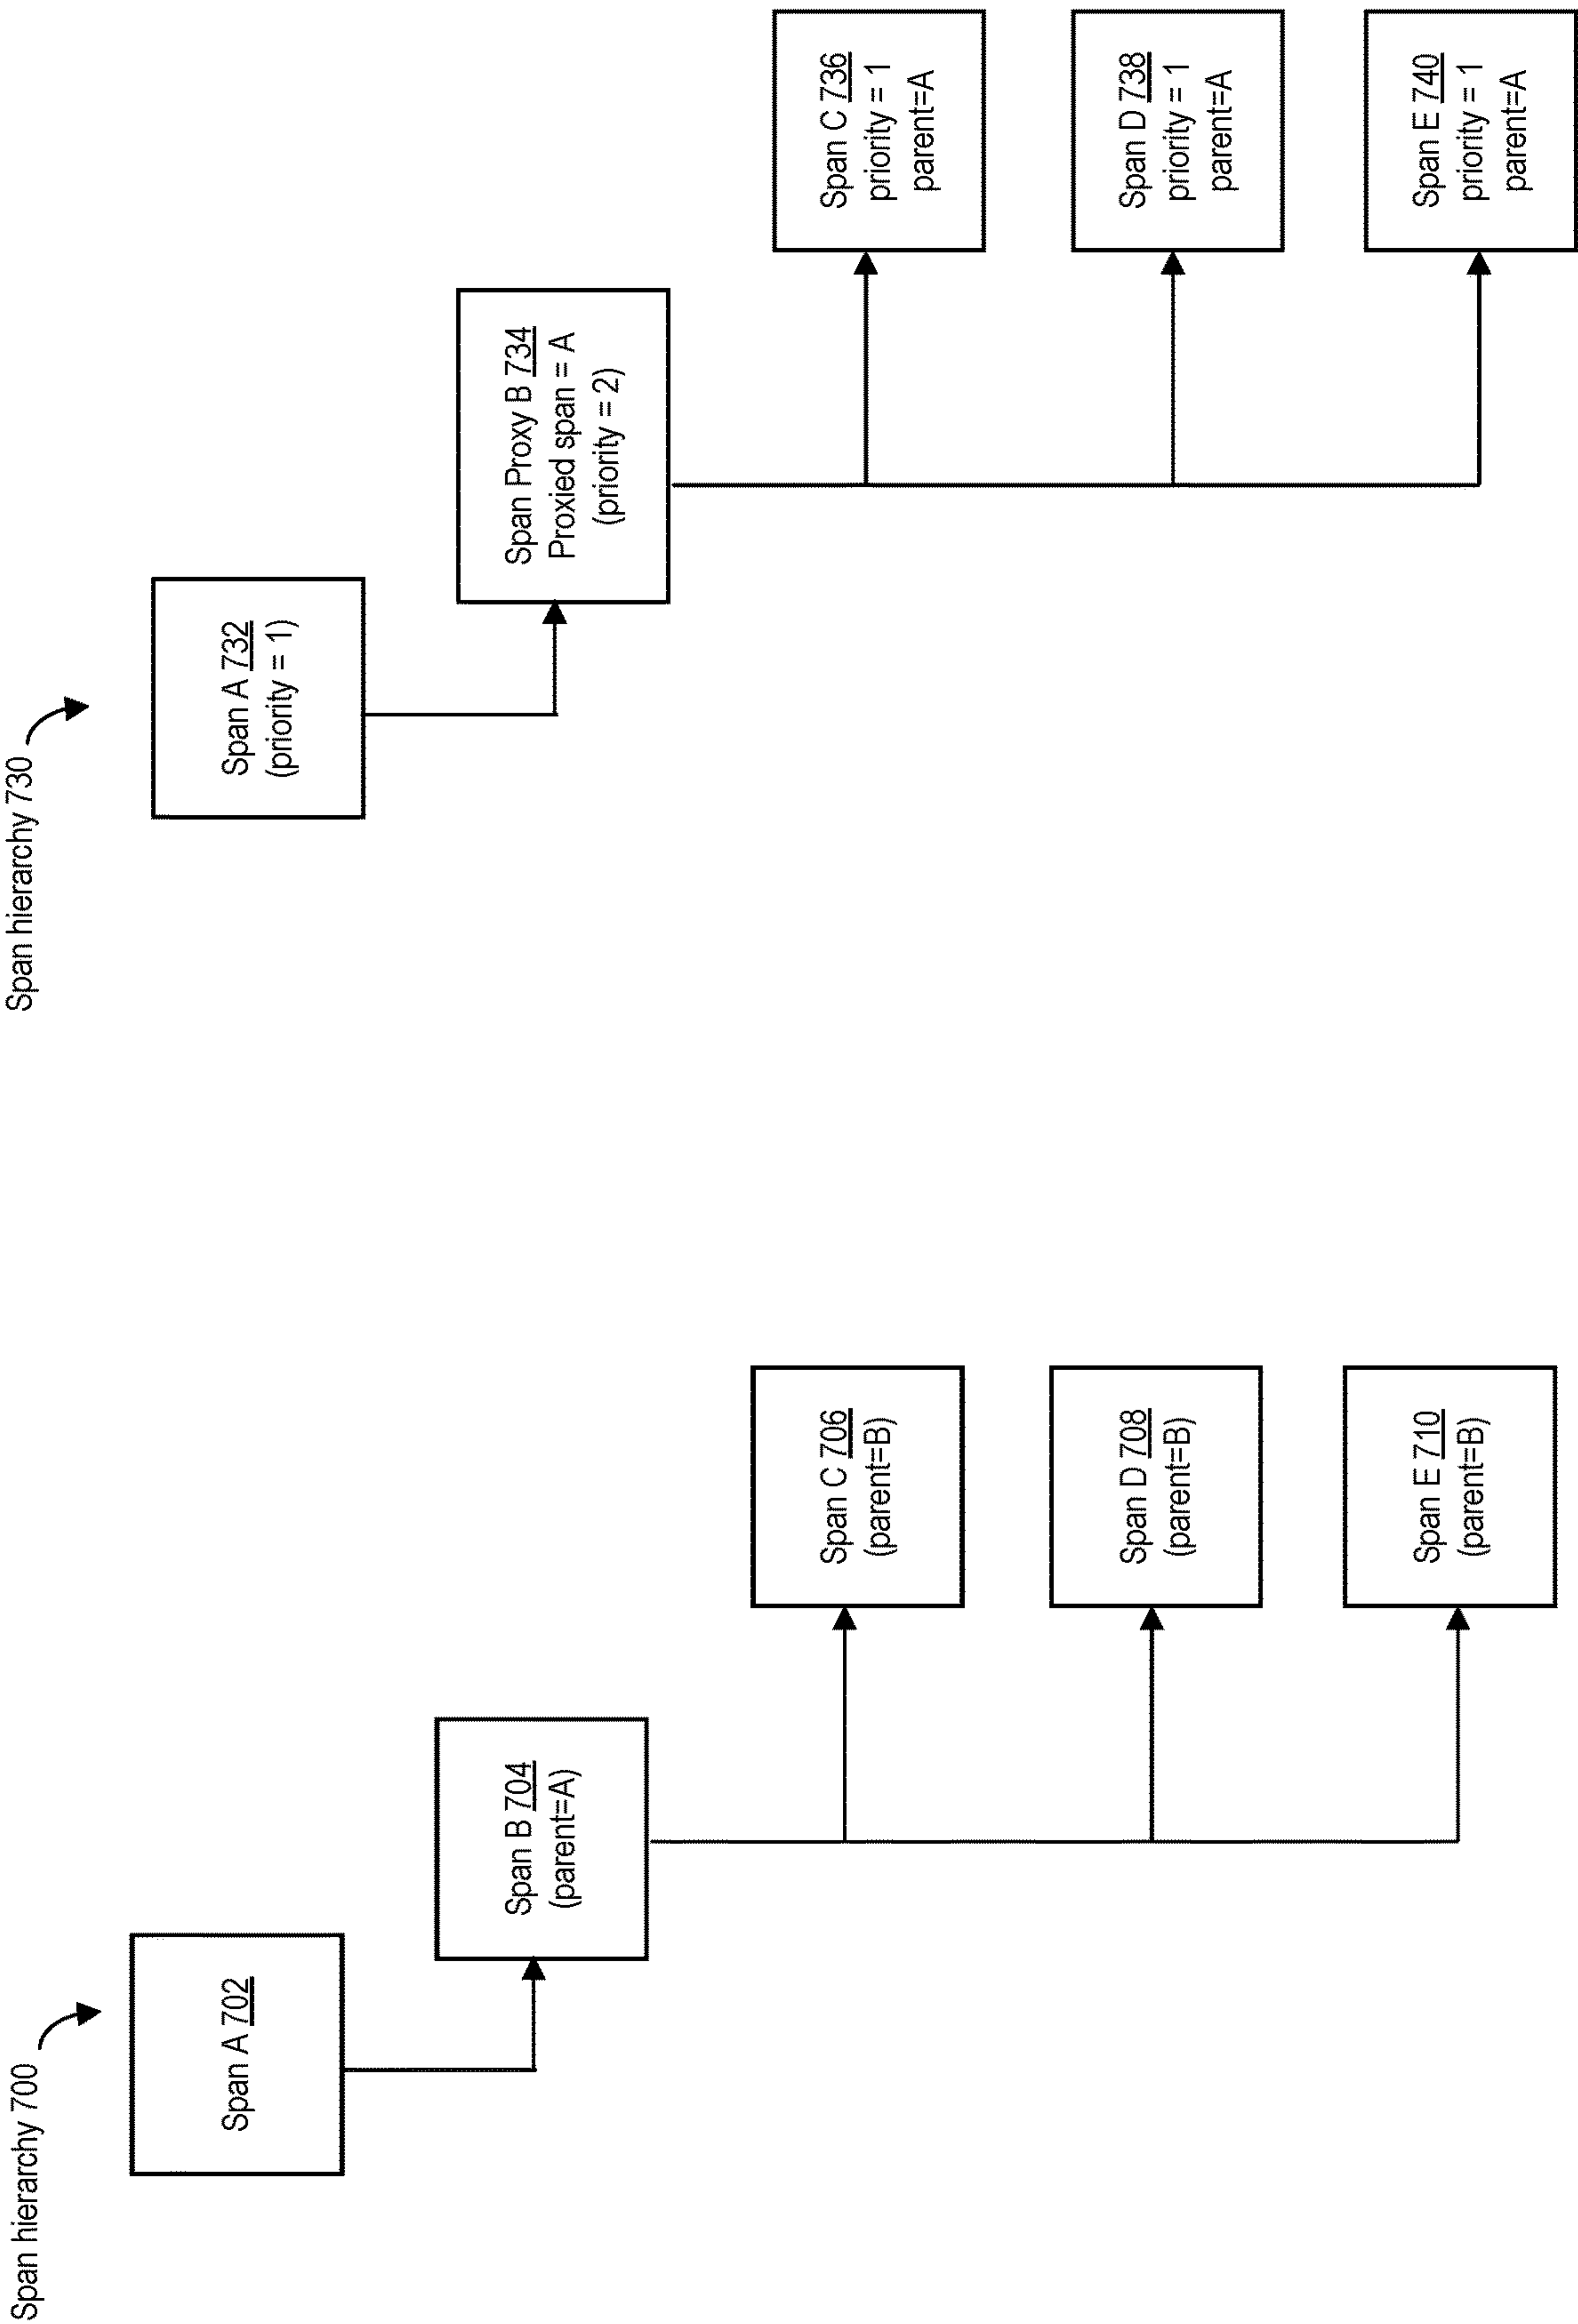 Span hierarchy 700
Span A 702
Span B 704
(parent=A)
Span C 706
(parent=B)
Span D 708
(parent=B)
Span E 710
(parent=B)
Span hierarchy 730
Span A 732
(priority = 1)
Span Proxy B 734
Proxied span = A
(priority = 2)
Span C 736
priority = 1
parent=A
Span D 738
priority = 1
parent=A
Span E 740
priority = 1
parent=A